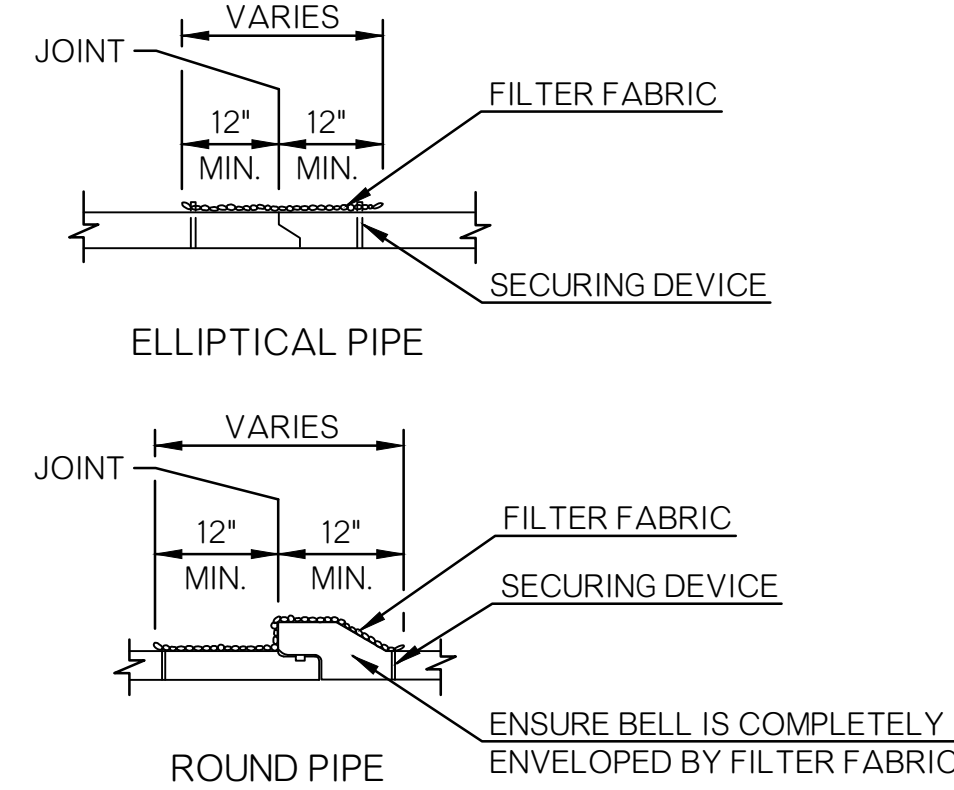 VARIES
JOINT
FILTER FABRIC
12" 12"
MIN. MIN.
SECURING DEVICE
ELLIPTICAL PIPE
VARIES
JOINT
FILTER FABRIC
12" 12"
MIN. MIN.
SECURING DEVICE
ENSURE BELL IS COMPLETELY
ENVELOPED BY FILTER FABRIC
ROUND PIPE